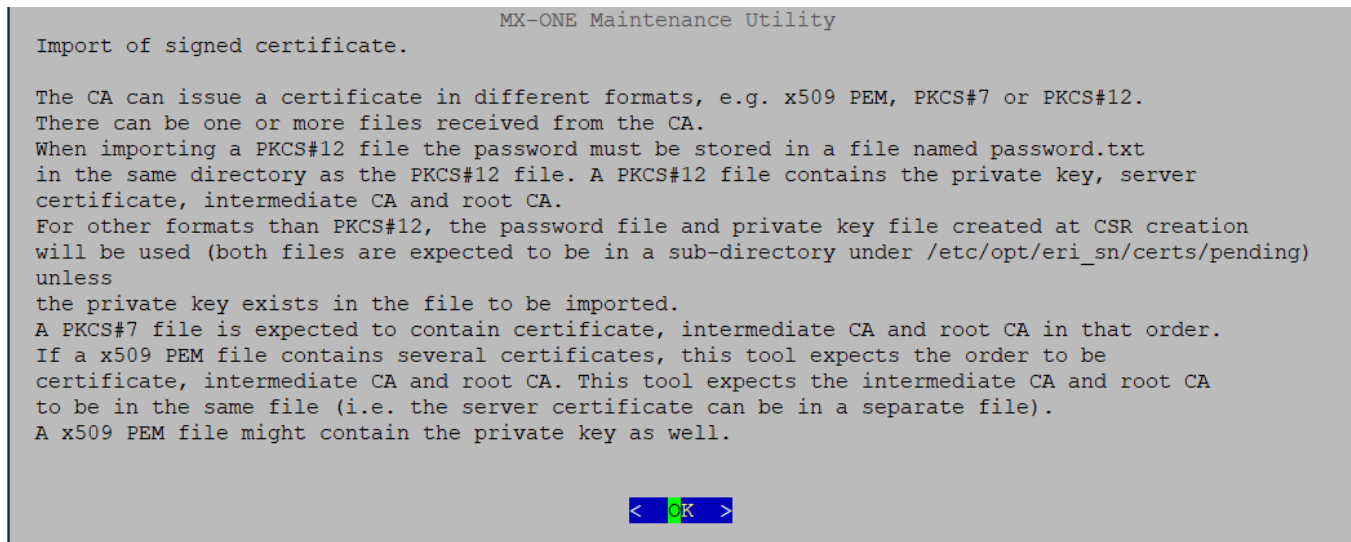 MX-ONE Maintenance Utility
Import of signed certificate.
The CA can issue a certificate in different formats, e.g. x509 PEM, PKCS#7 or PKCS#12.
There can be one or more files received from the CA.
When importing a PKCS#12 file the password must be stored in a file named password.txt
in the same directory as the PKCS#12 file. A PKCS#12 file contains the private key, server
certificate, intermediate CA and root CA.
For other formats than PKCS#12, the password file and private key file created at CSR creation
will be used (both files are expected to be in a sub-directory under /etc/opt/eri_sn/certs/pending)
unless
the private key exists in the file to be imported.
A PKCS#7 file is expected to contain certificate, intermediate CA and root CA in that order.
If a x509 PEM file contains several certificates, this tool expects the order to be
certificate, intermediate CA and root CA. This tool expects the intermediate CA and root CA
to be in the same file (i.e. the server certificate can be in a separate file).
A x509 PEM file might contain the private key as well.
< OK >